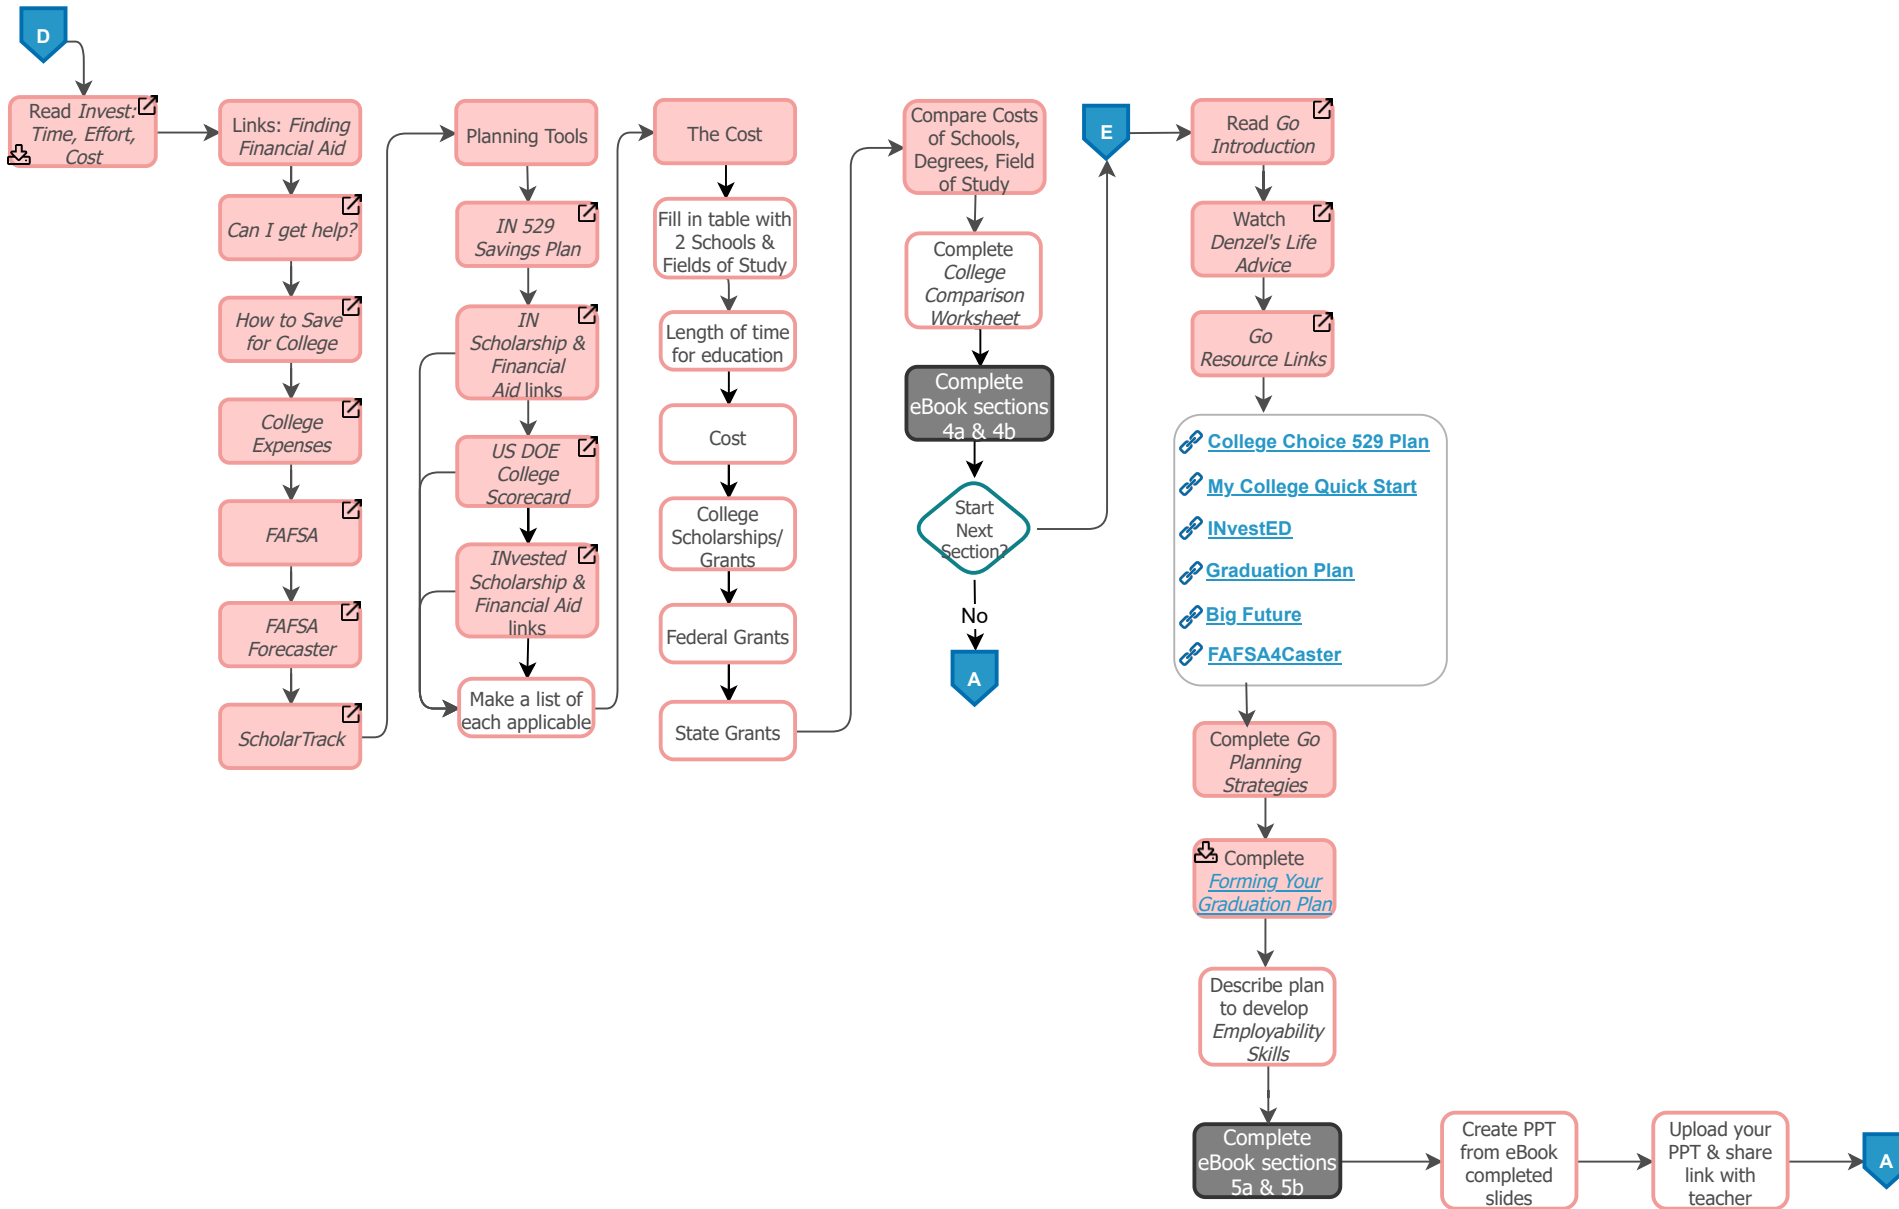 D
Read Invest:
Time, Effort,
Cost
Links: Finding
Financial Aid
Can I get help?
How to Save
for College
College
Expenses
FAFSA
FAFSA
Forecaster
ScholarTrack
Planning Tools
IN 529
Savings Plan
IN
Scholarship &
Financial
Aid links
US DOE
College
Scorecard
INvested
Scholarship &
Financial Aid
links
Make a list of
each applicable
The Cost
Fill in table with
2 Schools &
Fields of Study
Length of time
for education
Cost
College
Scholarships/
Grants
Federal Grants
State Grants
Compare Costs
of Schools,
Degrees, Field
of Study
Complete
College
Comparison
Worksheet
Complete
eBook sections
4a & 4b
Start
Next
Section?
No
A
E
Read Go
Introduction
Watch
Denzel's Life
Advice
Go
Resource Links
College Choice 529 Plan
My College Quick Start
INvestED
Graduation Plan
Big Future
FAFSA4Caster
Complete Go
Planning
Strategies
Complete
Forming Your
Graduation Plan
Describe plan
to develop
Employability
Skills
Complete
eBook sections
5a & 5b
Create PPT
from eBook
completed
slides
Upload your
PPT & share
link with
teacher
A